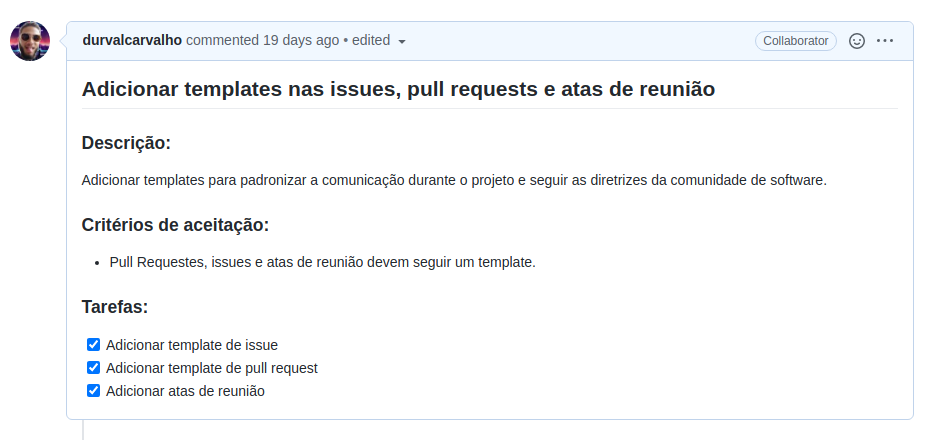 durvalcarvalho commented 19 days ago • edited
Collaborator
Adicionar templates nas issues, pull requests e atas de reunião
Descrição:
Adicionar templates para padronizar a comunicação durante o projeto e seguir as diretrizes da comunidade de software.
Critérios de aceitação:
• Pull Requestes, issues e atas de reunião devem seguir um template.
Tarefas:
Adicionar template de issue
Adicionar template de pull request
Adicionar atas de reunião